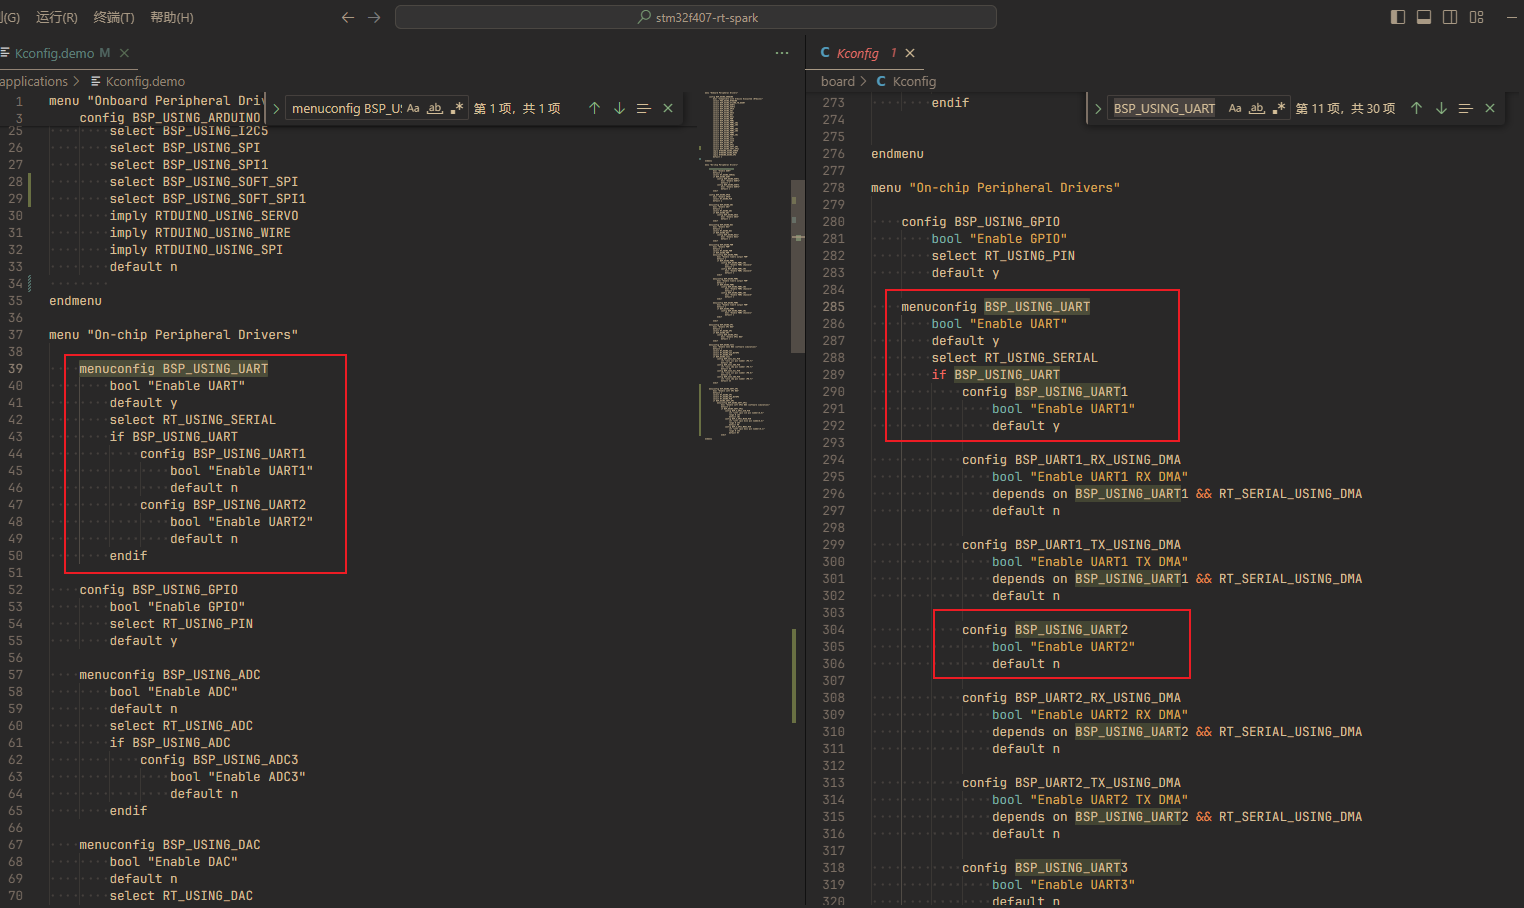 (G) 运行(R) 终端(T) 帮助(H)
stm32f407-rt-spark
Kconfig.demo M
applications > Kconfig.demo
menuconfig BSP_U Aa ab 第 1 项，共 1 项
1 menu "Onboard Peripheral Dri
3 config BSP_USING_ARDUINO
25 select BSP_USING_I2C5
26 select BSP_USING_SPI
27 select BSP_USING_SPI1
28 select BSP_USING_SOFT_SPI
29 select BSP_USING_SOFT_SPI1
30 imply RTDUINO_USING_SERVO
31 imply RTDUINO_USING_WIRE
32 imply RTDUINO_USING_SPI
33 default n
34
35 endmenu
36
37 menu "On-chip Peripheral Drivers"
38
39 menuconfig BSP_USING_UART
40 bool "Enable UART"
41 default y
42 select RT_USING_SERIAL
43 if BSP_USING_UART
44 config BSP_USING_UART1
45 bool "Enable UART1"
46 default n
47 config BSP_USING_UART2
48 bool "Enable UART2"
49 default n
50 endif
51
52 config BSP_USING_GPIO
53 bool "Enable GPIO"
54 select RT_USING_PIN
55 default y
56
57 menuconfig BSP_USING_ADC
58 bool "Enable ADC"
59 default n
60 select RT_USING_ADC
61 if BSP_USING_ADC
62 config BSP_USING_ADC3
63 bool "Enable ADC3"
64 default n
65 endif
66
67 menuconfig BSP_USING_DAC
68 bool "Enable DAC"
69 default n
70 select RT_USING_DAC
C Kconfig 1
board > C Kconfig
BSP_USING_UART Aa ab 第 11 项，共 30 项
273 endif
274
275
276 endmenu
277
278 menu "On-chip Peripheral Drivers"
279
280 config BSP_USING_GPIO
281 bool "Enable GPIO"
282 select RT_USING_PIN
283 default y
284
285 menuconfig BSP_USING_UART
286 bool "Enable UART"
287 default y
288 select RT_USING_SERIAL
289 if BSP_USING_UART
290 config BSP_USING_UART1
291 bool "Enable UART1"
292 default y
293
294 config BSP_UART1_RX_USING_DMA
295 bool "Enable UART1 RX DMA"
296 depends on BSP_USING_UART1 && RT_SERIAL_USING_DMA
297 default n
298
299 config BSP_UART1_TX_USING_DMA
300 bool "Enable UART1 TX DMA"
301 depends on BSP_USING_UART1 && RT_SERIAL_USING_DMA
302 default n
303
304 config BSP_USING_UART2
305 bool "Enable UART2"
306 default n
307
308 config BSP_UART2_RX_USING_DMA
309 bool "Enable UART2 RX DMA"
310 depends on BSP_USING_UART2 && RT_SERIAL_USING_DMA
311 default n
312
313 config BSP_UART2_TX_USING_DMA
314 bool "Enable UART2 TX DMA"
315 depends on BSP_USING_UART2 && RT_SERIAL_USING_DMA
316 default n
317
318 config BSP_USING_UART3
319 bool "Enable UART3"
320 default n